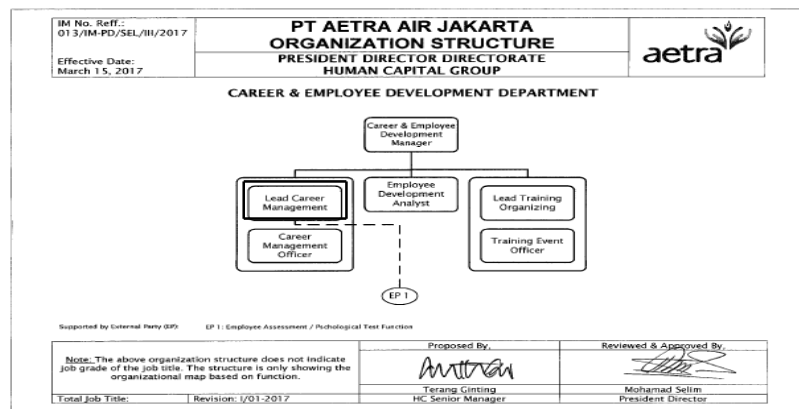 IM No. Reff.:
013/IM-PD/SEL/III/2017
Effective Date:
March 15, 2017
PT AETRA AIR JAKARTA
ORGANIZATION STRUCTURE
PRESIDENT DIRECTOR DIRECTORATE
HUMAN CAPITAL GROUP
aetra
CAREER & EMPLOYEE DEVELOPMENT DEPARTMENT
Career & Employee
Development
Manager
Lead Career
Management
Career
Management
Officer
Employee
Development
Analyst
Lead Training
Organizing
Training Event
Officer
EP 1
Supported by External Party (EP):
EP 1: Employee Assessment / Pschological Test Function
Note: The above organization structure does not indicate
job grade of the job title. The structure is only showing the
organizational map based on function.
Total Job Title:
Revision: I/01-2017
Proposed By,
Terang Ginting
HC Senior Manager
Reviewed & Approved By,
Mohamad Selim
President Director